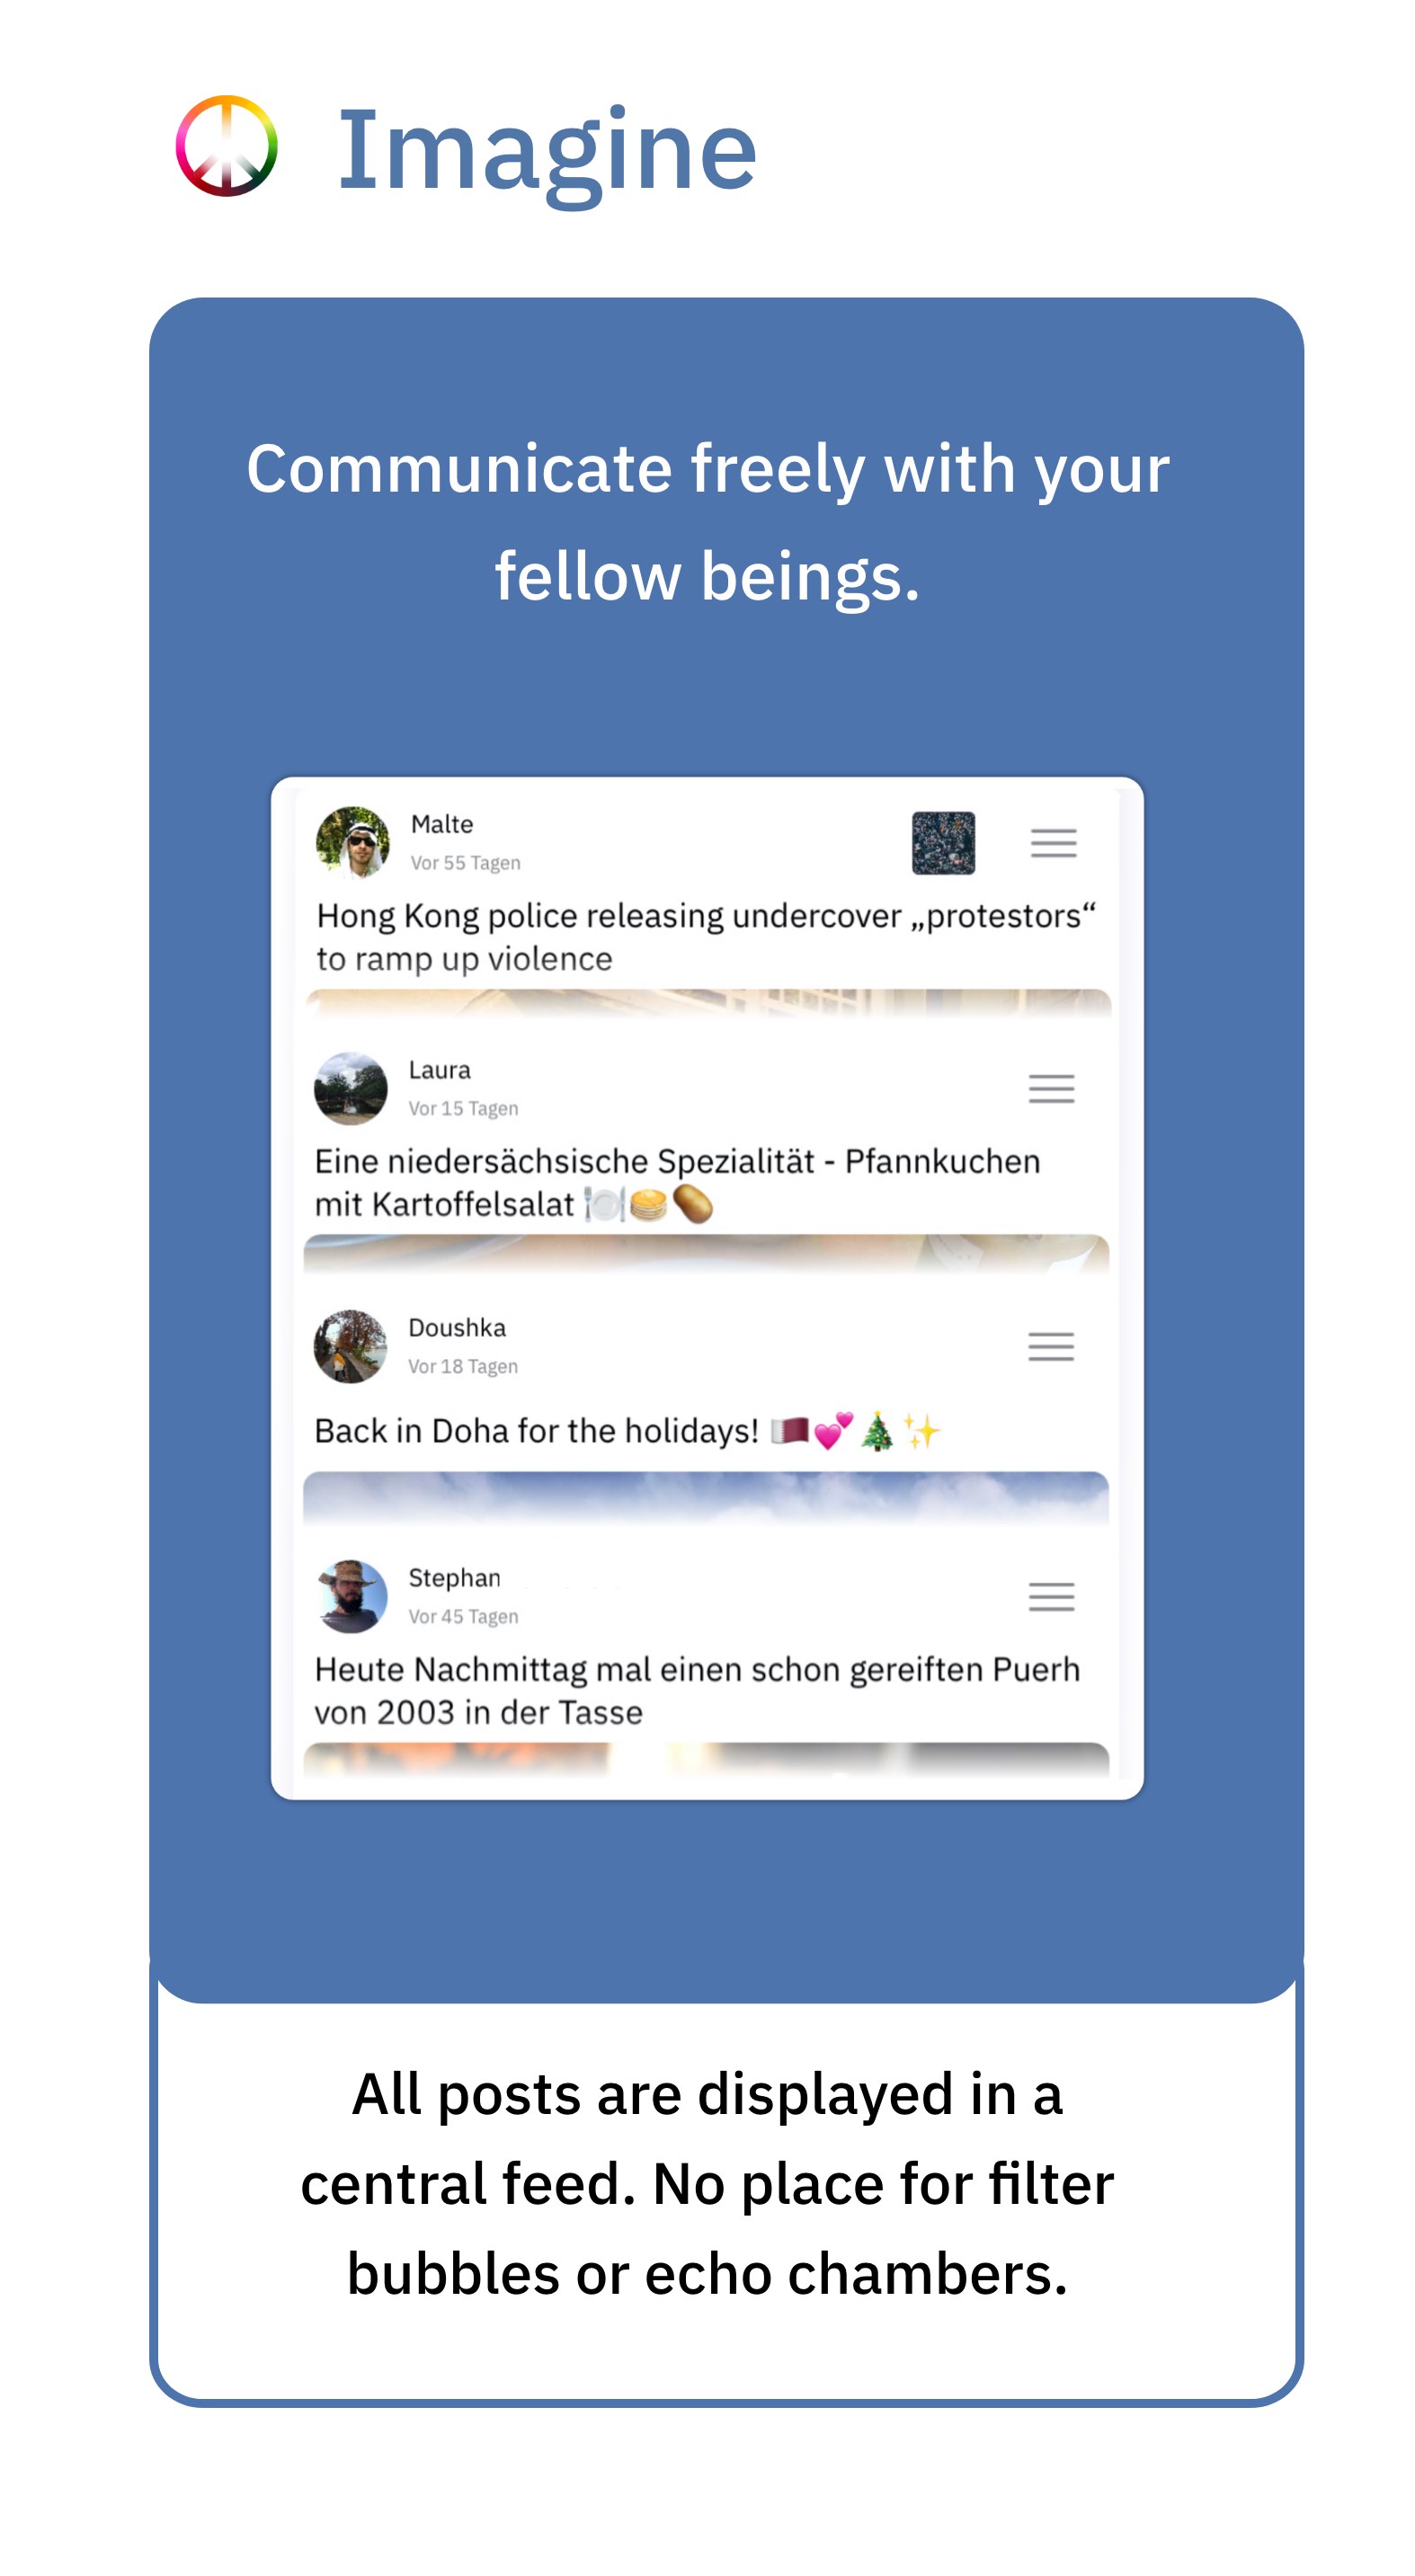 Imagine
Communicate freely with your
fellow beings.
Malte
Vor 55 Tagen
Hong Kong police releasing undercover „protestors“
to ramp up violence
Laura
Vor 15 Tagen
Eine niedersächsische Spezialität - Pfannkuchen
mit Kartoffelsalat 🍽️🥞🥔
Doushka
Vor 18 Tagen
Back in Doha for the holidays! 🇶🇦💕🎄✨
Stephan
Vor 45 Tagen
Heute Nachmittag mal einen schon gereiften Puerh
von 2003 in der Tasse
All posts are displayed in a
central feed. No place for filter
bubbles or echo chambers.